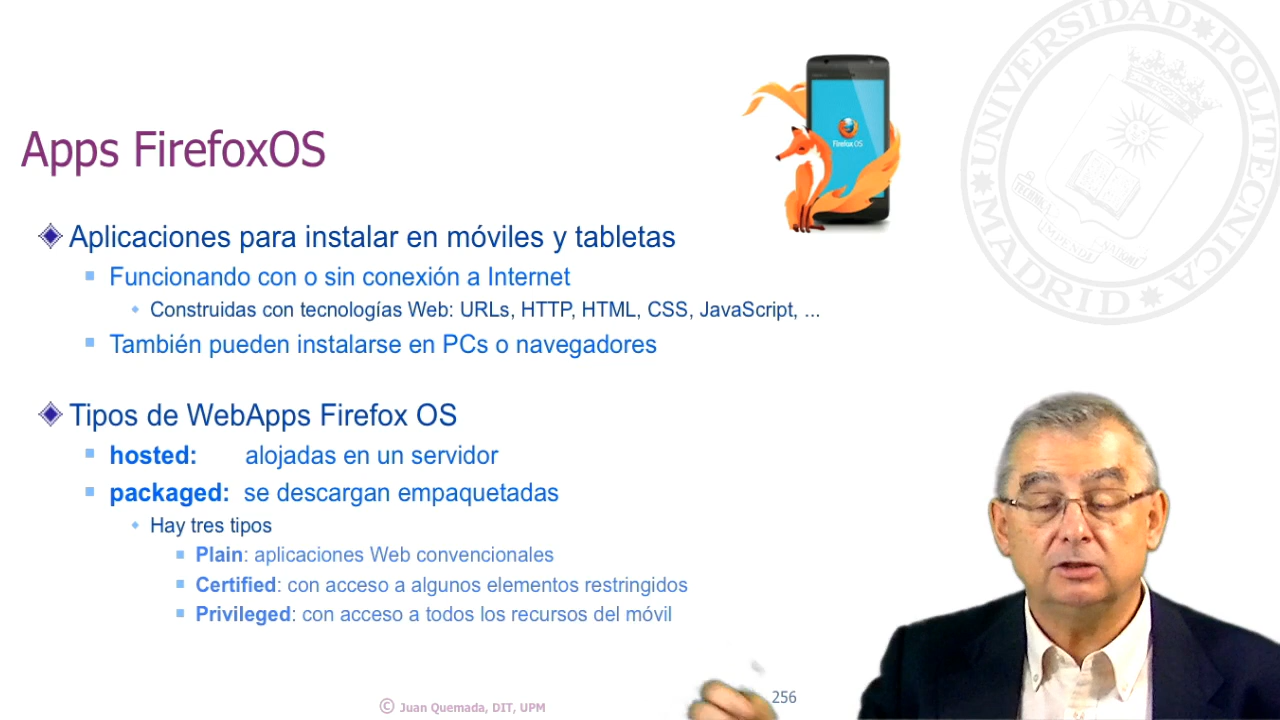 Apps FirefoxOS
Firefox OS
UNIVERSIDAD POLITÉCNICA
MADRID
Aplicaciones para instalar en móviles y tabletas
Funcionando con o sin conexión a Internet
Construidas con tecnologías Web: URLs, HTTP, HTML, CSS, JavaScript, ...
También pueden instalarse en PCs o navegadores
Tipos de WebApps Firefox OS
hosted: alojadas en un servidor
packaged: se descargan empaquetadas
Hay tres tipos
Plain: aplicaciones Web convencionales
Certified: con acceso a algunos elementos restringidos
Privileged: con acceso a todos los recursos del móvil
© Juan Quemada, DIT, UPM
256